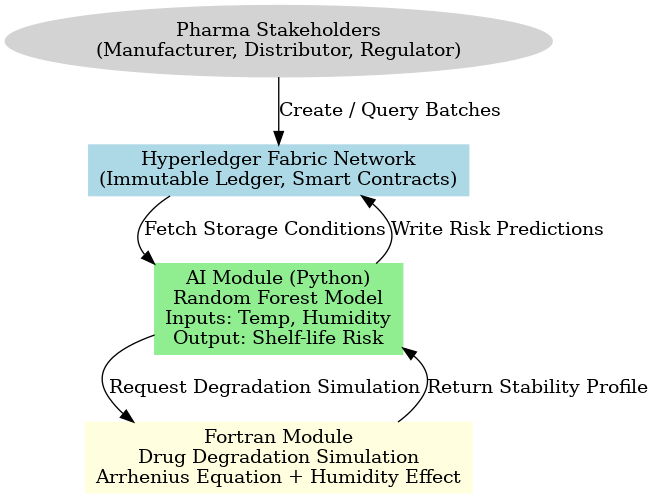 Pharma Stakeholders
(Manufacturer, Distributor, Regulator)
Create / Query Batches
Hyperledger Fabric Network
(Immutable Ledger, Smart Contracts)
Fetch Storage Conditions
Write Risk Predictions
AI Module (Python)
Random Forest Model
Inputs: Temp, Humidity
Output: Shelf-life Risk
Request Degradation Simulation
Return Stability Profile
Fortran Module
Drug Degradation Simulation
Arrhenius Equation + Humidity Effect